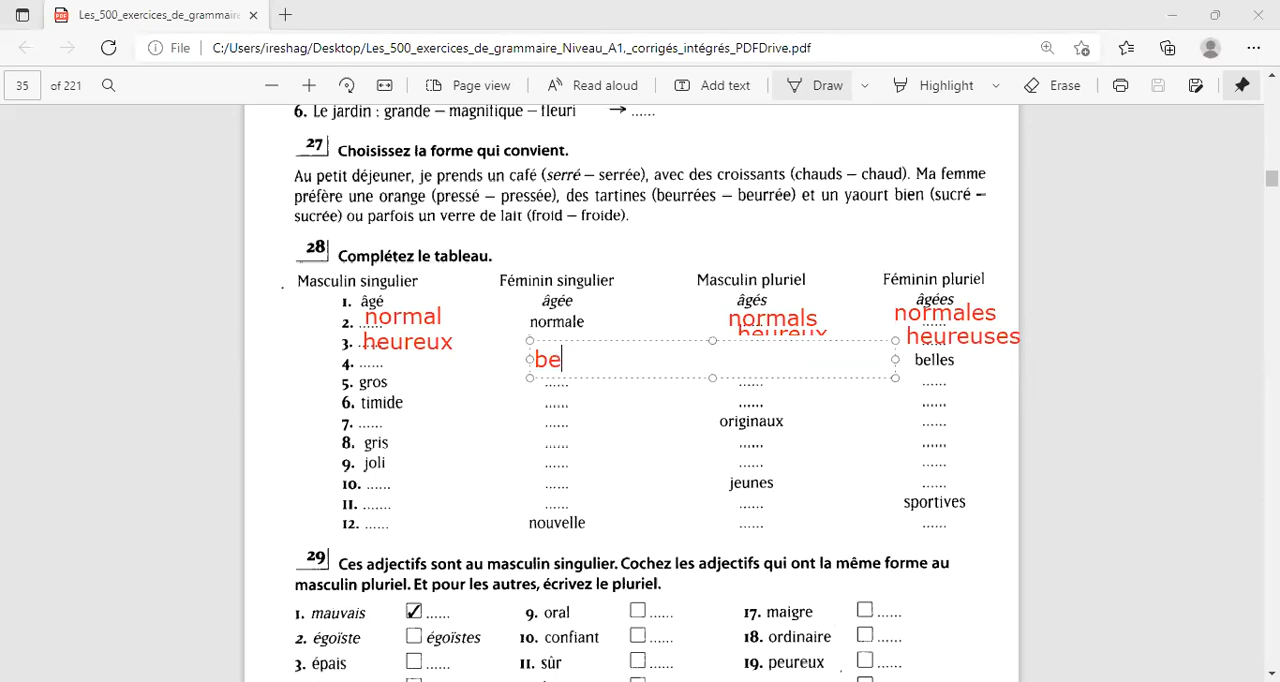 Les_500_exercices_de_grammaire
File C:/Users/ireshag/Desktop/Les_500_exercices_de_grammaire_Niveau_A1,_corrigés_intégrés_PDFDrive.pdf
35 of 221 Page view Read aloud Add text Draw Highlight Erase
6. Le jardin : grande – magnifique – fleuri → ......
27 Choisissez la forme qui convient.
Au petit déjeuner, je prends un café (serré – serrée), avec des croissants (chauds – chaud). Ma femme
préfère une orange (pressé – pressée), des tartines (beurrées – beurrée) et un yaourt bien (sucré –
sucrée) ou parfois un verre de lait (froid – froide).
28 Complétez le tableau.
Masculin singulier Féminin singulier Masculin pluriel Féminin pluriel
1. âgé âgée âgés âgées
2. ...... normal normale normals normales
3. ...... heureux heureux heureuses
4. ...... be belles
5. gros ...... ...... ......
6. timide ...... ...... ......
7. ...... ...... originaux ......
8. gris ...... ...... ......
9. joli ...... ...... ......
10. ...... ...... jeunes ......
11. ....... ...... ...... sportives
12. ...... nouvelle ...... ......
29 Ces adjectifs sont au masculin singulier. Cochez les adjectifs qui ont la même forme au
masculin pluriel. Et pour les autres, écrivez le pluriel.
1. mauvais ...... 9. oral ...... 17. maigre ......
2. égoïste égoïstes 10. confiant ...... 18. ordinaire ......
3. épais ...... 11. sûr ...... 19. peureux ......